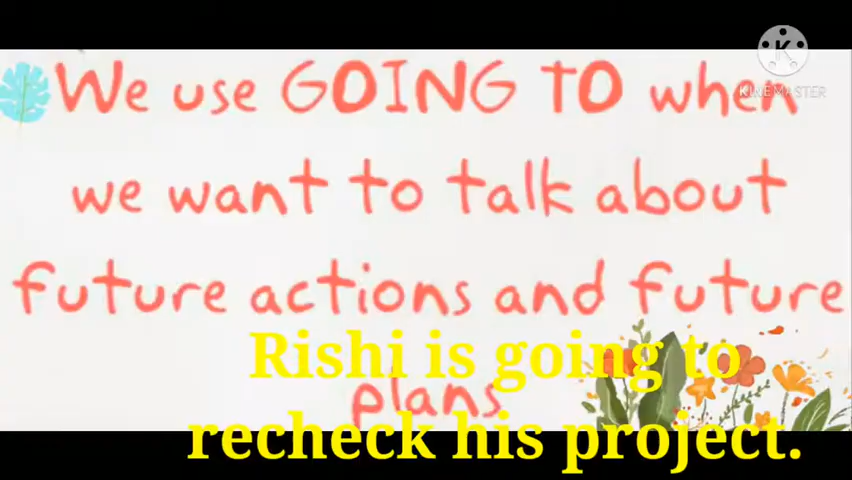 We use GOING TO when
we want to talk about
future actions and future
plans
Rishi is going to
recheck his project.
KINEMASTER